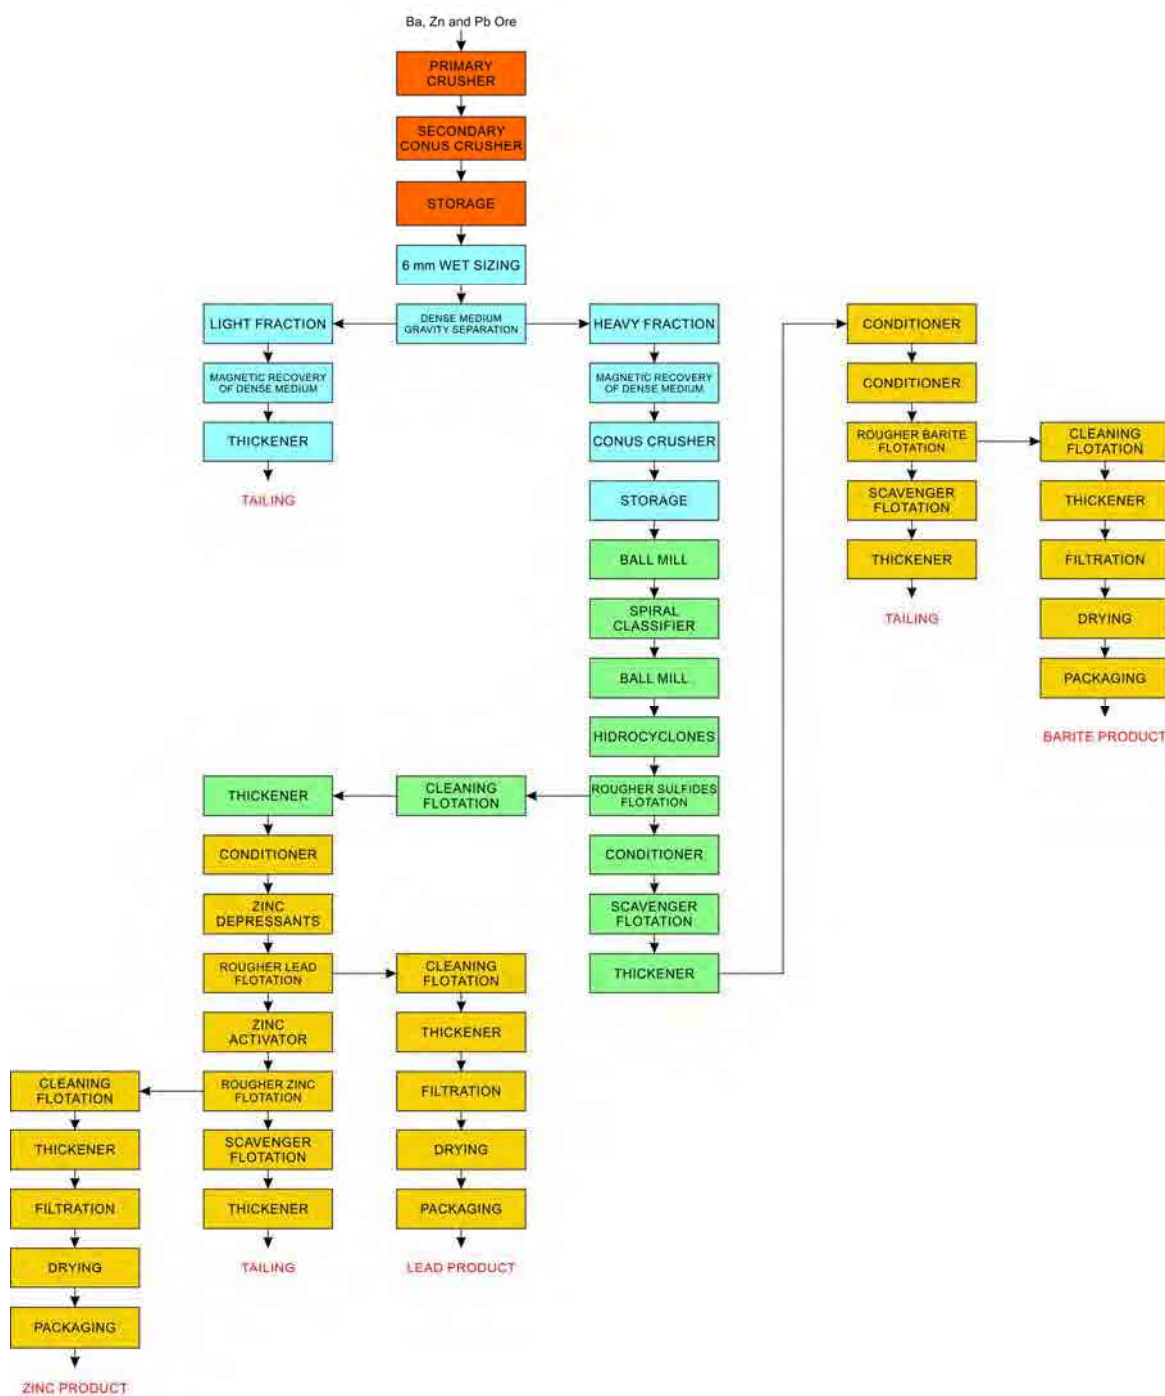 Ba, Zn and Pb Ore
PRIMARY
CRUSHER
SECONDARY
CONUS CRUSHER
STORAGE
6 mm WET SIZING
LIGHT FRACTION
DENSE MEDIUM
GRAVITY SEPARATION
HEAVY FRACTION
MAGNETIC RECOVERY
OF DENSE MEDIUM
THICKENER
TAILING
MAGNETIC RECOVERY
OF DENSE MEDIUM
CONUS CRUSHER
STORAGE
BALL MILL
SPIRAL
CLASSIFIER
BALL MILL
HIDROCYCLONES
ROUGHER SULFIDES
FLOTATION
CONDITIONER
SCAVENGER
FLOTATION
THICKENER
CONDITIONER
CONDITIONER
ROUGHER BARITE
FLOTATION
SCAVENGER
FLOTATION
THICKENER
TAILING
CLEANING
FLOTATION
THICKENER
FILTRATION
DRYING
PACKAGING
BARITE PRODUCT
CLEANING
FLOTATION
THICKENER
CONDITIONER
ZINC
DEPRESSANTS
ROUGHER LEAD
FLOTATION
ZINC
ACTIVATOR
ROUGHER ZINC
FLOTATION
SCAVENGER
FLOTATION
THICKENER
TAILING
CLEANING
FLOTATION
THICKENER
FILTRATION
DRYING
PACKAGING
LEAD PRODUCT
CLEANING
FLOTATION
THICKENER
FILTRATION
DRYING
PACKAGING
ZINC PRODUCT